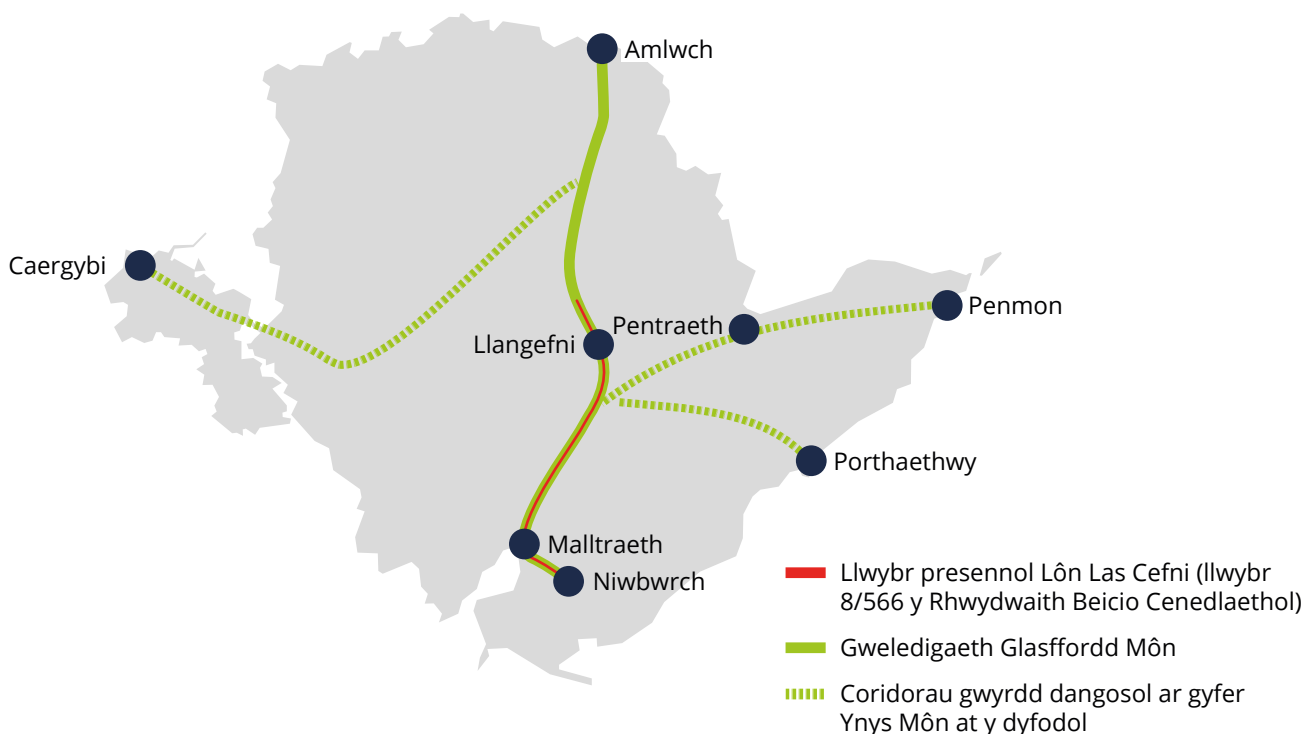 Amlwch
Caergybi
Penmon
Pentraeth
Llangefni
Porthaethwy
Malltraeth
Niwbwrch
Llwybr presennol Lôn Las Cefni (llwybr
8/566 y Rhwydwaith Beicio Cenedlaethol)
Gweledigaeth Glasffordd Môn
Coridorau gwyrdd dangosol ar gyfer
Ynys Môn at y dyfodol